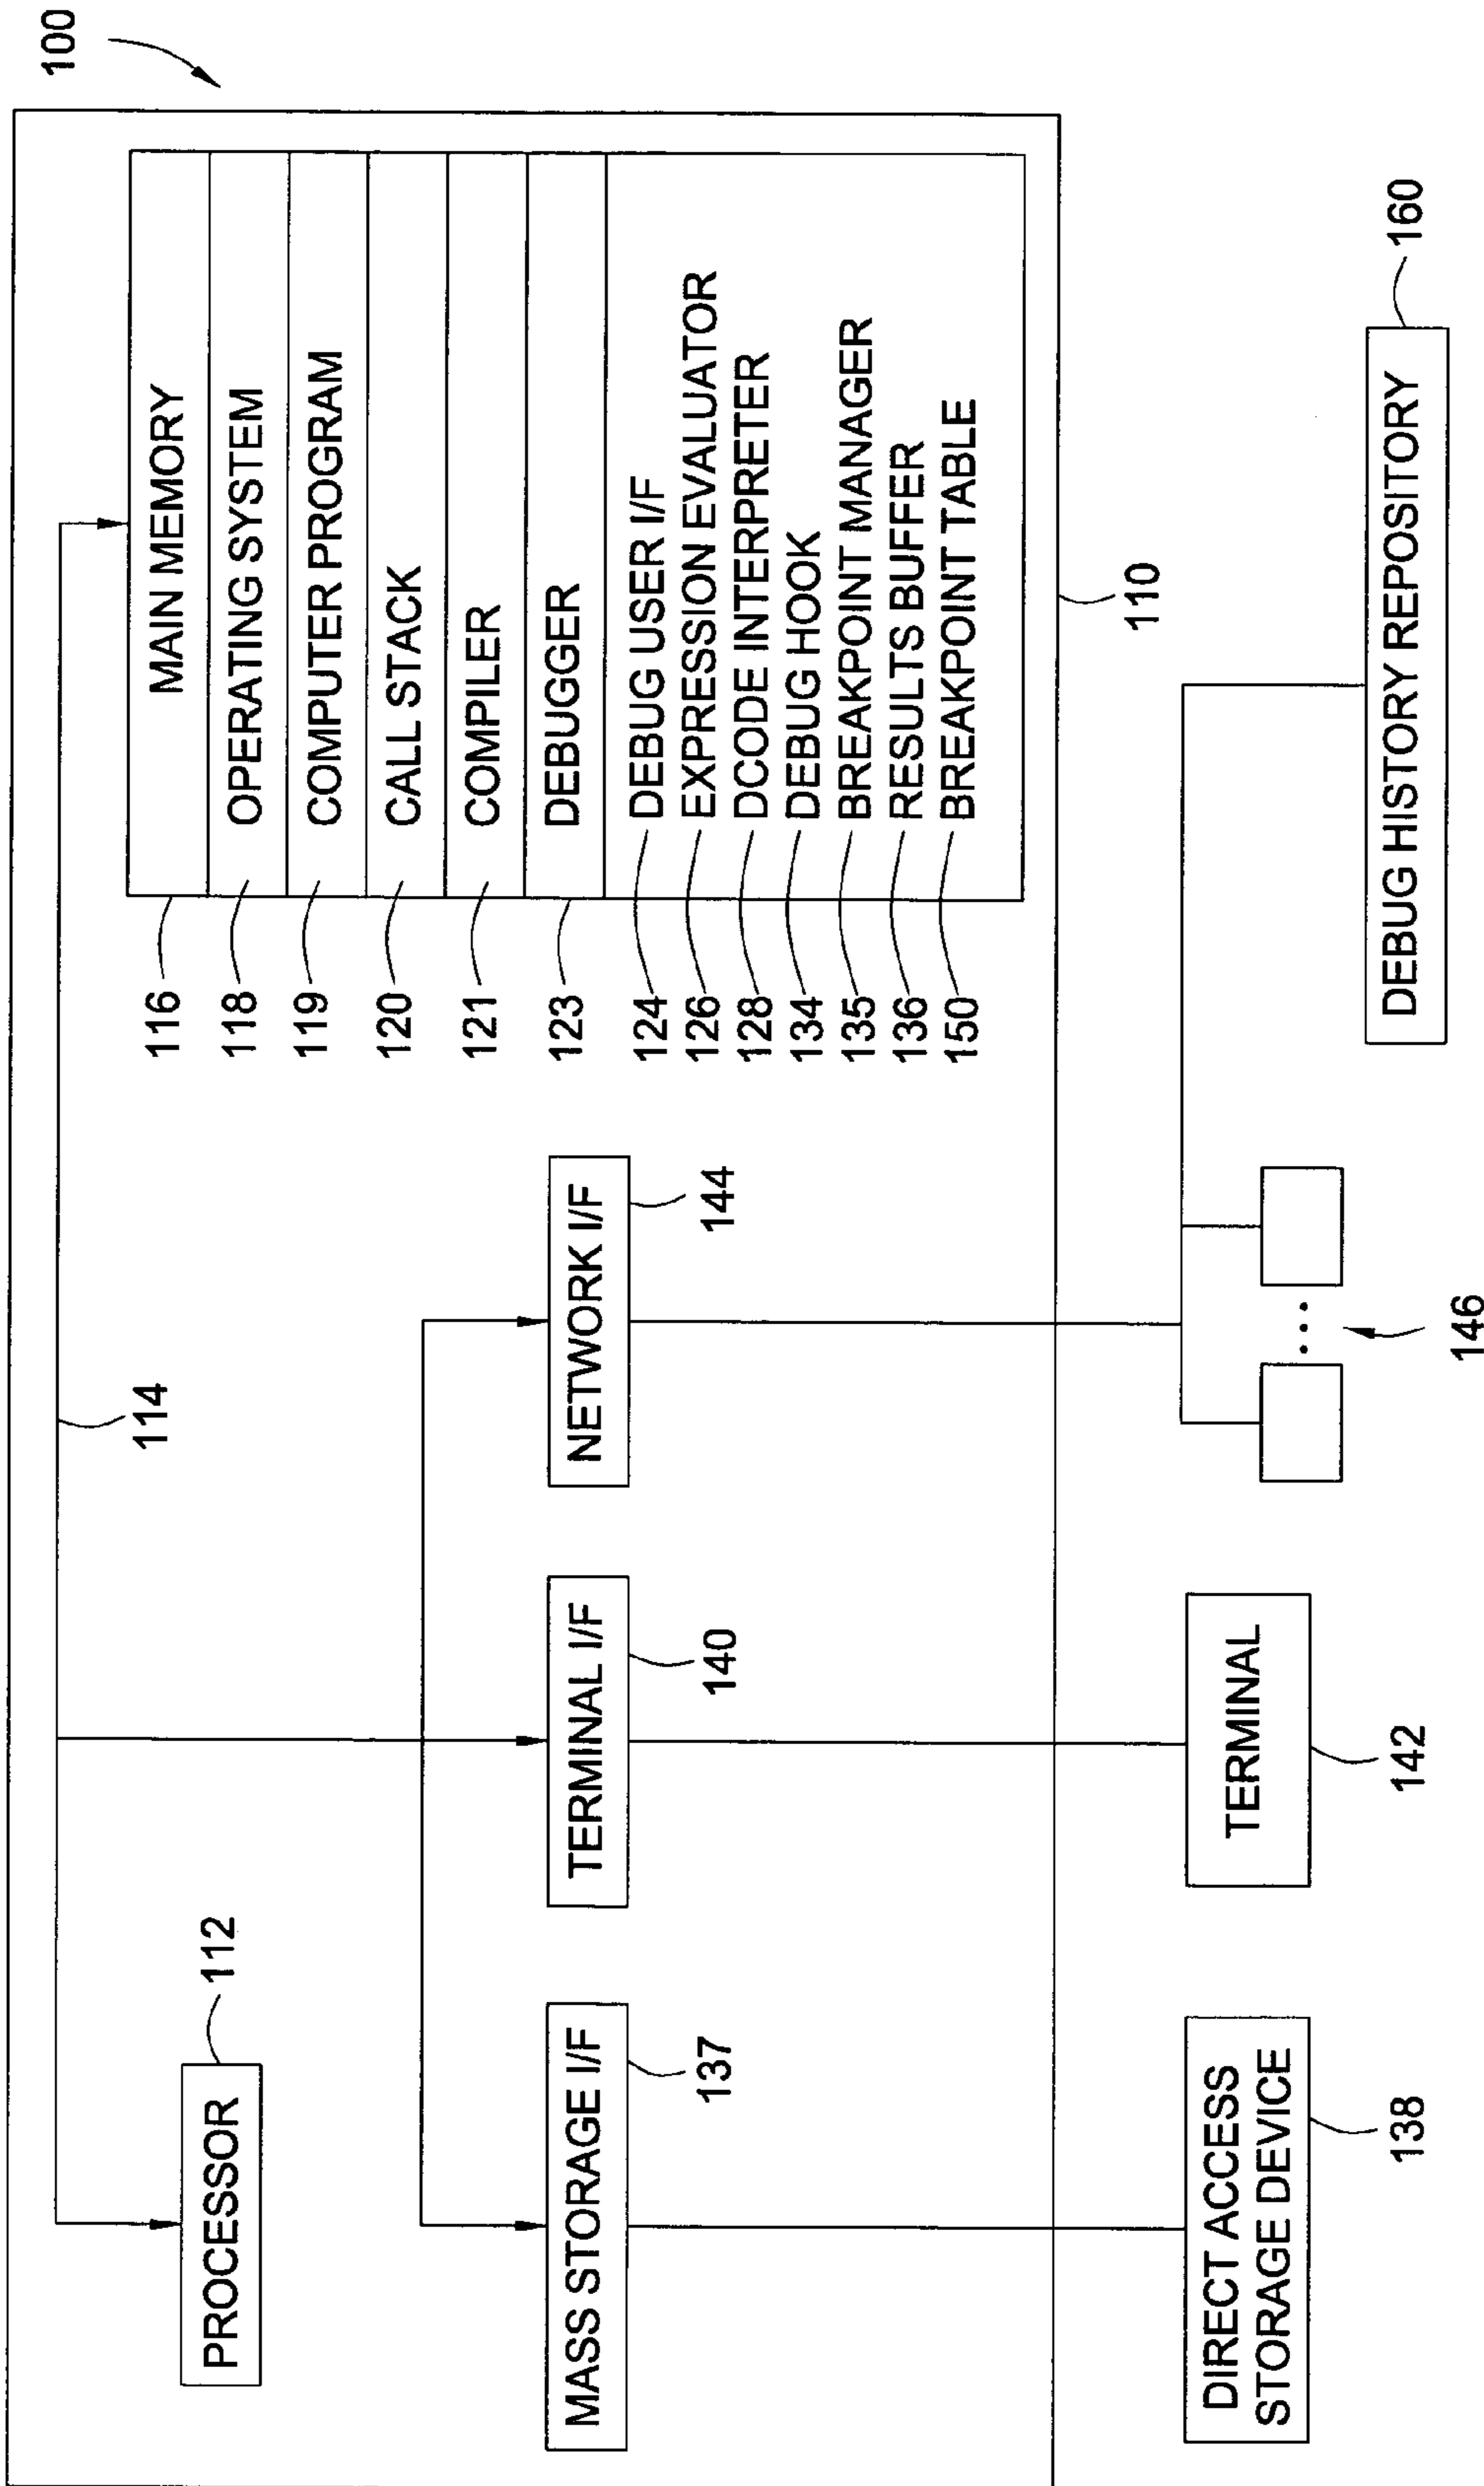 100
114
PROCESSOR
112
MAIN MEMORY
116
OPERATING SYSTEM
118
COMPUTER PROGRAM
119
CALL STACK
120
COMPILER
121
DEBUGGER
123
124 DEBUG USER I/F
126 EXPRESSION EVALUATOR
128 DCODE INTERPRETER
134 DEBUG HOOK
135 BREAKPOINT MANAGER
136 RESULTS BUFFER
150 BREAKPOINT TABLE
MASS STORAGE I/F
137
TERMINAL I/F
140
NETWORK I/F
144
110
DIRECT ACCESS
STORAGE DEVICE
138
TERMINAL
142
146
DEBUG HISTORY REPOSITORY
160